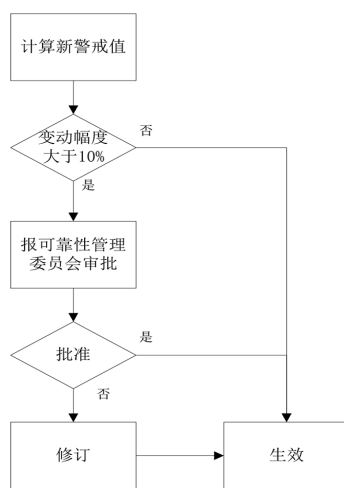 计算新警戒值
变动幅度
大于10%
否
是
报可靠性管理
委员会审批
批准
是
否
修订
生效